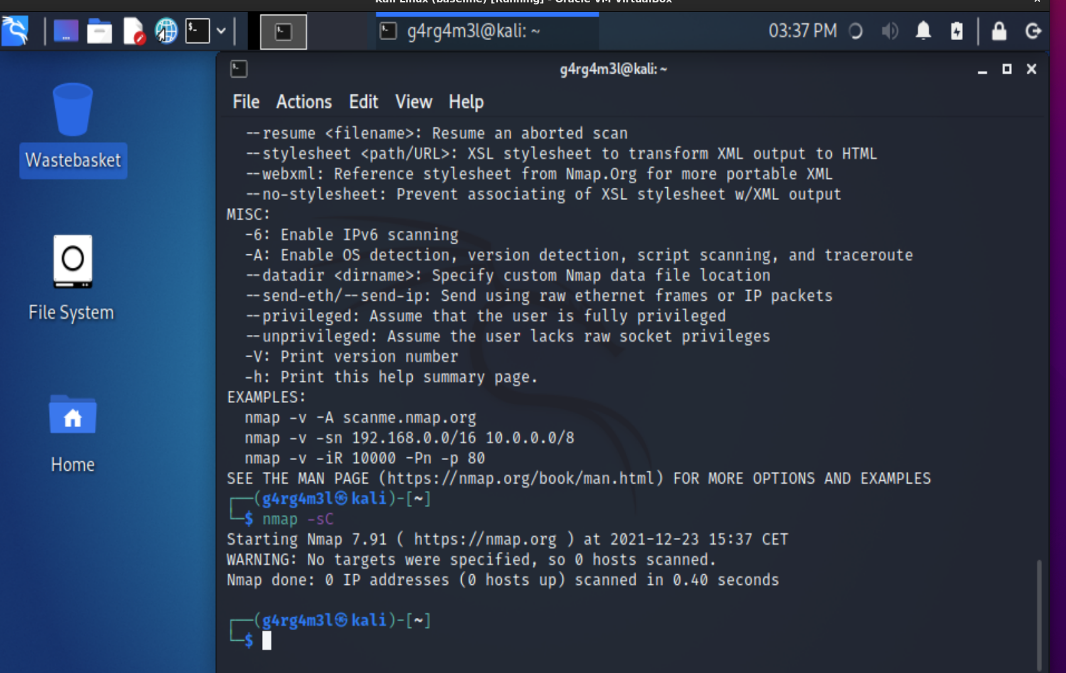 Kali Linux (Baseline) [Running] - Oracle VM VirtualBox
g4rg4m3l@kali: ~
03:37 PM
g4rg4m3l@kali: ~
File Actions Edit View Help
Wastebasket
File System
Home
--resume <filename>: Resume an aborted scan
--stylesheet <path/URL>: XSL stylesheet to transform XML output to HTML
--webxml: Reference stylesheet from Nmap.Org for more portable XML
--no-stylesheet: Prevent associating of XSL stylesheet w/XML output
MISC:
-6: Enable IPv6 scanning
-A: Enable OS detection, version detection, script scanning, and traceroute
--datadir <dirname>: Specify custom Nmap data file location
--send-eth/--send-ip: Send using raw ethernet frames or IP packets
--privileged: Assume that the user is fully privileged
--unprivileged: Assume the user lacks raw socket privileges
-V: Print version number
-h: Print this help summary page.
EXAMPLES:
nmap -v -A scanme.nmap.org
nmap -v -sn 192.168.0.0/16 10.0.0.0/8
nmap -v -iR 10000 -Pn -p 80
SEE THE MAN PAGE (https://nmap.org/book/man.html) FOR MORE OPTIONS AND EXAMPLES
┌──(g4rg4m3l㉿kali)-[~]
└─$ nmap -sC
Starting Nmap 7.91 ( https://nmap.org ) at 2021-12-23 15:37 CET
WARNING: No targets were specified, so 0 hosts scanned.
Nmap done: 0 IP addresses (0 hosts up) scanned in 0.40 seconds
┌──(g4rg4m3l㉿kali)-[~]
└─$